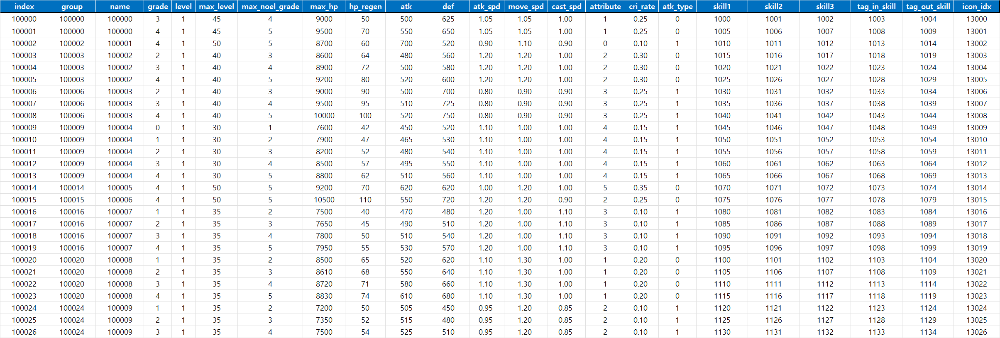 index group name grade level max_level max_noel_grade max_hp hp_regen atk def atk_spd move_spd cast_spd attribute cri_rate atk_type skill1 skill2 skill3 tag_in_skill tag_out_skill icon_idx
100000 100000 100000 3 1 45 4 9000 50 500 625 1.05 1.05 1.00 1 0.25 0 1000 1001 1002 1003 1004 13000
100001 100000 100000 4 1 45 5 9500 70 550 650 1.05 1.05 1.00 1 0.25 0 1005 1006 1007 1008 1009 13001
100002 100002 100001 4 1 50 5 8700 60 700 520 0.90 1.10 0.90 0 0.10 1 1010 1011 1012 1013 1014 13002
100003 100003 100002 2 1 40 3 8600 64 480 560 1.20 1.20 1.00 2 0.30 0 1015 1016 1017 1018 1019 13003
100004 100003 100002 3 1 40 4 8900 72 500 580 1.20 1.20 1.00 2 0.30 0 1020 1021 1022 1023 1024 13004
100005 100003 100002 4 1 40 5 9200 80 520 600 1.20 1.20 1.00 2 0.30 0 1025 1026 1027 1028 1029 13005
100006 100006 100003 2 1 40 3 9000 90 500 700 0.80 0.90 0.90 3 0.25 1 1030 1031 1032 1033 1034 13006
100007 100006 100003 3 1 40 4 9500 95 510 725 0.80 0.90 0.90 3 0.25 1 1035 1036 1037 1038 1039 13007
100008 100006 100003 4 1 40 5 10000 100 520 750 0.80 0.90 0.90 3 0.25 1 1040 1041 1042 1043 1044 13008
100009 100009 100004 0 1 30 1 7600 42 450 520 1.10 1.00 1.00 4 0.15 1 1045 1046 1047 1048 1049 13009
100010 100009 100004 1 1 30 2 7900 47 465 530 1.10 1.00 1.00 4 0.15 1 1050 1051 1052 1053 1054 13010
100011 100009 100004 2 1 30 3 8200 52 480 540 1.10 1.00 1.00 4 0.15 1 1055 1056 1057 1058 1059 13011
100012 100009 100004 3 1 30 4 8500 57 495 550 1.10 1.00 1.00 4 0.15 1 1060 1061 1062 1063 1064 13012
100013 100009 100004 4 1 30 5 8800 62 510 560 1.10 1.00 1.00 4 0.15 1 1065 1066 1067 1068 1069 13013
100014 100014 100005 4 1 50 5 9200 70 620 620 1.00 1.20 1.00 5 0.35 0 1070 1071 1072 1073 1074 13014
100015 100015 100006 4 1 50 5 10500 110 550 720 1.20 1.20 0.90 2 0.25 0 1075 1076 1077 1078 1079 13015
100016 100016 100007 1 1 35 2 7500 40 470 480 1.20 1.00 1.10 3 0.10 1 1080 1081 1082 1083 1084 13016
100017 100016 100007 2 1 35 3 7650 45 490 510 1.20 1.00 1.10 3 0.10 1 1085 1086 1087 1088 1089 13017
100018 100016 100007 3 1 35 4 7800 50 510 540 1.20 1.00 1.10 3 0.10 1 1090 1091 1092 1093 1094 13018
100019 100016 100007 4 1 35 5 7950 55 530 570 1.20 1.00 1.10 3 0.10 1 1095 1096 1097 1098 1099 13019
100020 100020 100008 1 1 35 2 8500 65 520 620 1.10 1.30 1.00 1 0.20 0 1100 1101 1102 1103 1104 13020
100021 100020 100008 2 1 35 3 8610 68 550 640 1.10 1.30 1.00 1 0.20 0 1105 1106 1107 1108 1109 13021
100022 100020 100008 3 1 35 4 8720 71 580 660 1.10 1.30 1.00 1 0.20 0 1110 1111 1112 1113 1114 13022
100023 100020 100008 4 1 35 5 8830 74 610 680 1.10 1.30 1.00 1 0.20 0 1115 1116 1117 1118 1119 13023
100024 100024 100009 1 1 35 2 7200 50 505 450 0.95 1.20 0.85 2 0.10 1 1120 1121 1122 1123 1124 13024
100025 100024 100009 2 1 35 3 7350 52 515 480 0.95 1.20 0.85 2 0.10 1 1125 1126 1127 1128 1129 13025
100026 100024 100009 3 1 35 4 7500 54 525 510 0.95 1.20 0.85 2 0.10 1 1130 1131 1132 1133 1134 13026